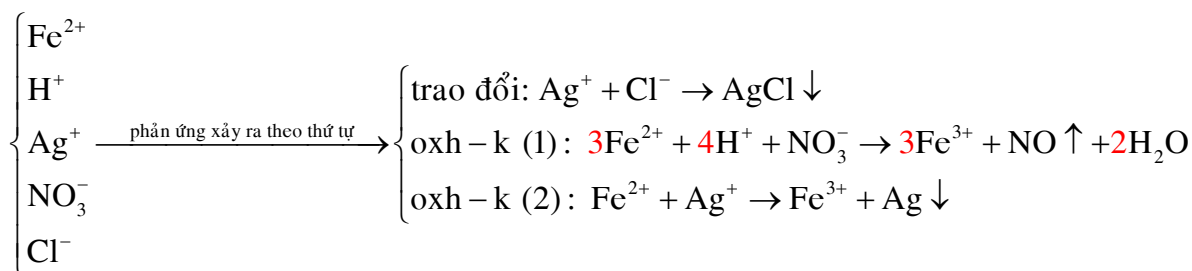 Fe²⁺
H⁺
Ag⁺
NO₃⁻
Cl⁻
phản ứng xảy ra theo thứ tự
trao đổi: Ag⁺ + Cl⁻ → AgCl ↓
oxh – k (1) : 3Fe²⁺ + 4H⁺ + NO₃⁻ → 3Fe³⁺ + NO ↑ +2H₂O
oxh – k (2) : Fe²⁺ + Ag⁺ → Fe³⁺ + Ag ↓